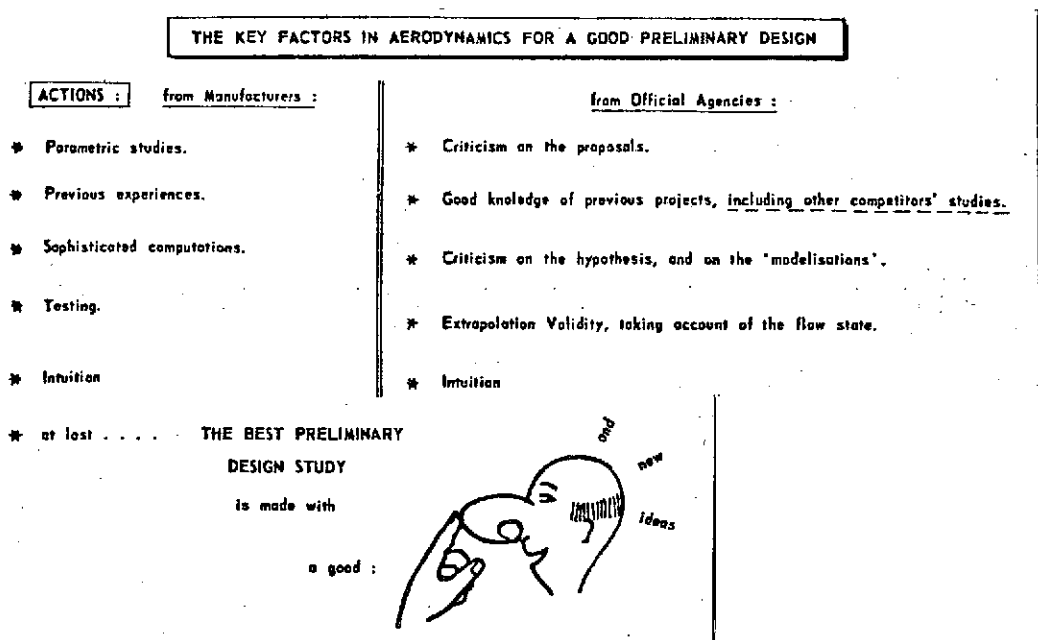 THE KEY FACTORS IN AERODYNAMICS FOR A GOOD PRELIMINARY DESIGN
ACTIONS : from Manufacturers :
* Parametric studies.
* Previous experiences.
* Sophisticated computations.
* Testing.
* Intuition
from Official Agencies :
* Criticism on the proposals.
* Good knoledge of previous projects, including other competitors' studies.
* Criticism on the hypothesis, and on the 'modelisations'.
* Extrapolation Validity, taking account of the flow state.
* Intuition
* at last . . . . THE BEST PRELIMINARY
DESIGN STUDY
is made with
a good :
and
new
ideas